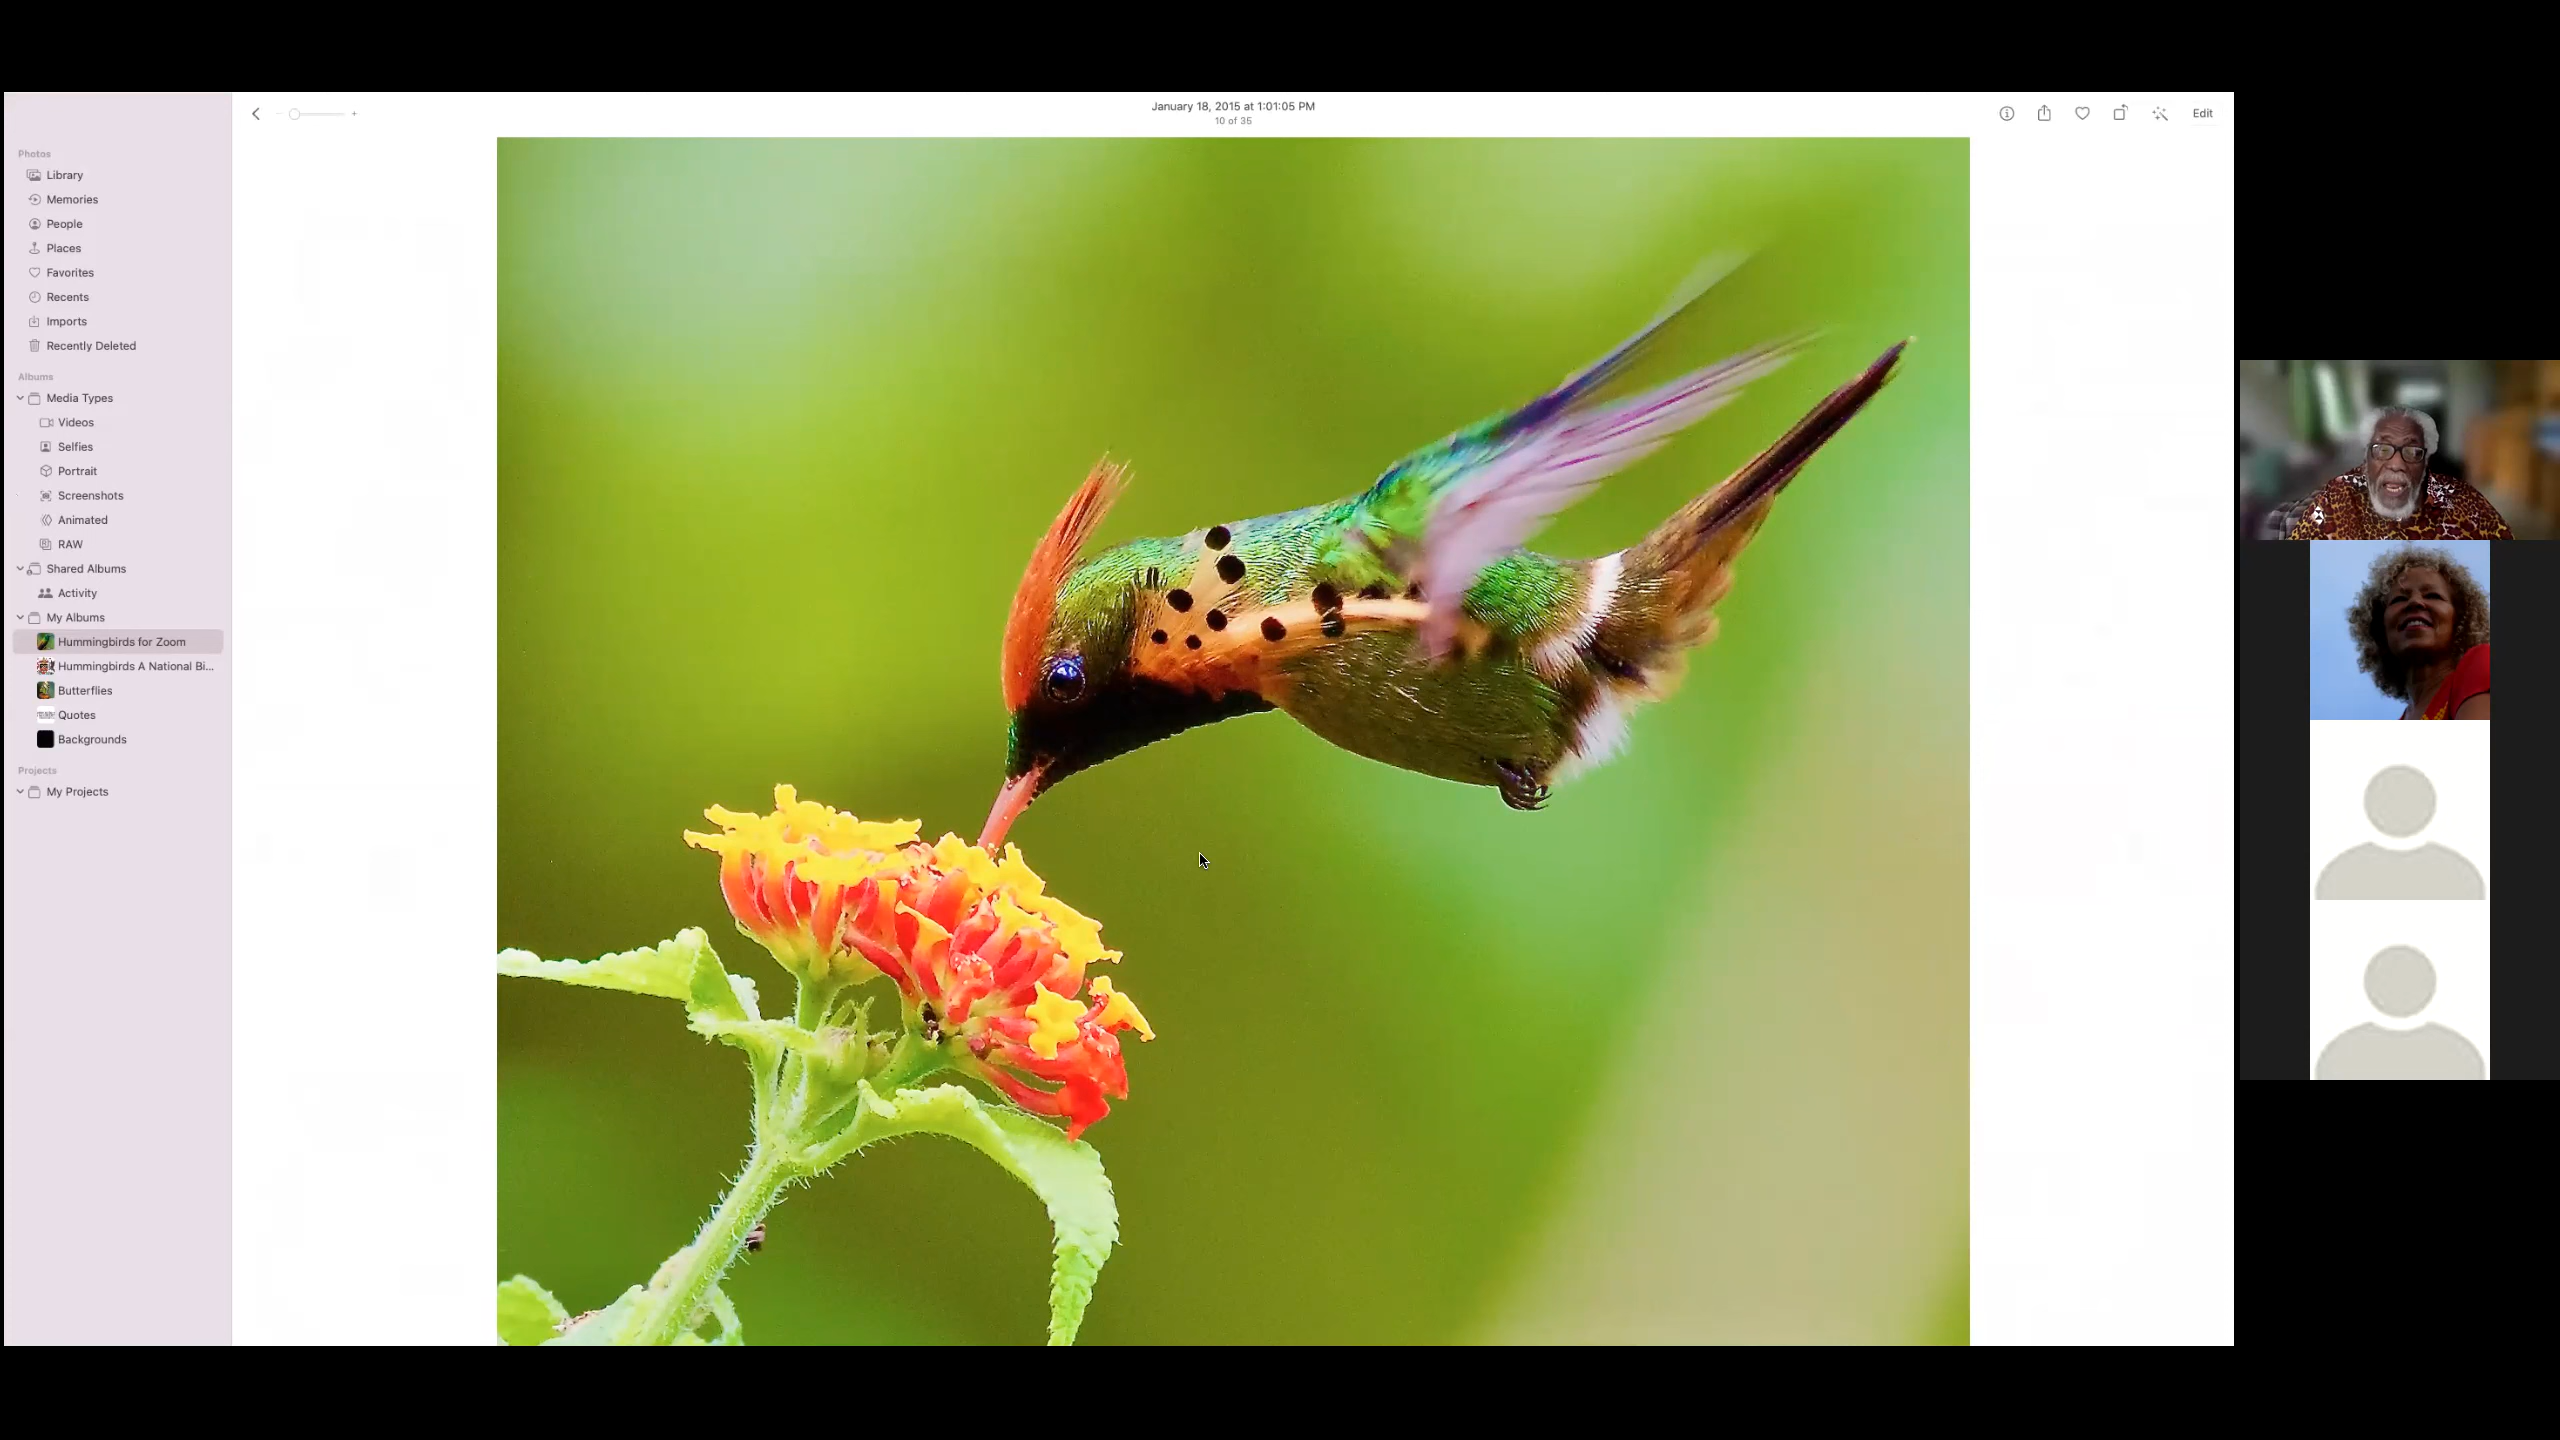 January 18, 2015 at 1:01:05 PM
10 of 35
Edit
Photos
Library
Memories
People
Places
Favorites
Recents
Imports
Recently Deleted
Albums
Media Types
Videos
Selfies
Portrait
Screenshots
Animated
RAW
Shared Albums
Activity
My Albums
Hummingbirds for Zoom
Hummingbirds A National Bi...
Butterflies
Quotes
Backgrounds
Projects
My Projects